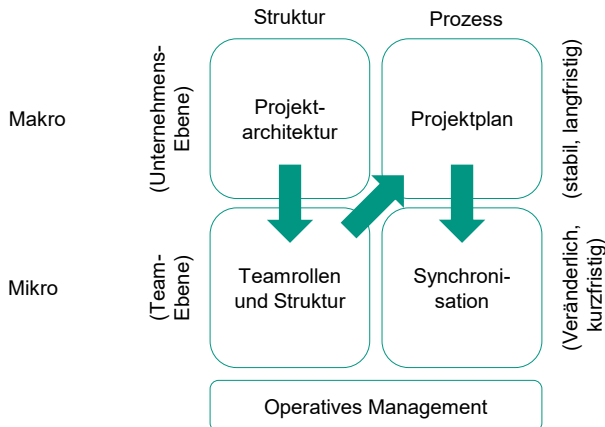 Struktur
Prozess
Makro
(Unternehmens-
Ebene)
Projekt-
architektur
Projektplan
(stabil, langfristig)
Mikro
(Team-
Ebene)
Teamrollen
und Struktur
Synchroni-
sation
(Veränderlich,
kurzfristig)
Operatives Management